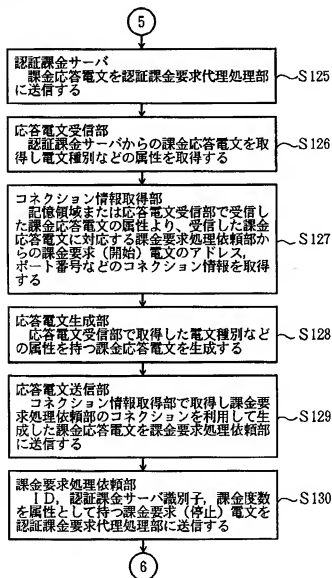 5
認証課金サーバ
課金応答電文を認証課金要求代理処理部
に送信する
S125
応答電文受信部
認証課金サーバからの課金応答電文を取
得し電文種別などの属性を取得する
S126
コネクション情報取得部
記憶領域または応答電文受信部で受信し
た課金応答電文の属性より、受信した課金
応答電文に対応する課金要求処理依頼部か
らの課金要求（開始）電文のアドレス，
ポート番号などのコネクション情報を取得
する
S127
応答電文生成部
応答電文受信部で取得した電文種別など
の属性を持つ課金応答電文を生成する
S128
応答電文送信部
コネクション情報取得部で取得し課金要
求処理依頼部のコネクションを利用して生
成した課金応答電文を課金要求処理依頼部
に送信する
S129
課金要求処理依頼部
ＩＤ，認証課金サーバ識別子，課金度数
を属性として持つ課金要求（停止）電文を
認証課金要求代理処理部に送信する
S130
6